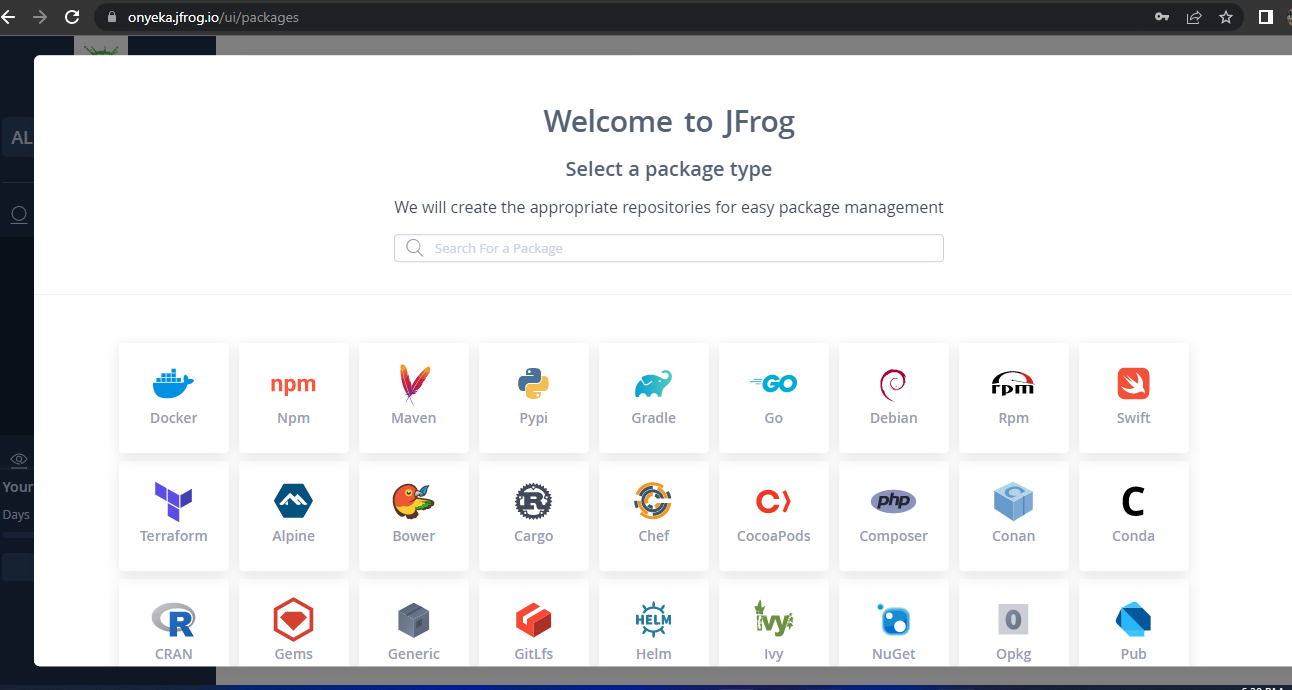 onyeka.jfrog.io/ui/packages
Welcome to JFrog
AL
Select a package type
We will create the appropriate repositories for easy package management
Search For a Package
npm
GO
rpm
Docker Npm Maven Pypi Gradle Go Debian Rpm Swift
Your
Days
R
C
php
C
C
Terraform Alpine Bower Cargo Chef CocoaPods Composer Conan Conda
R
HELM
Ivy
0
CRAN Gems Generic GitLfs Helm Ivy NuGet Opkg Pub